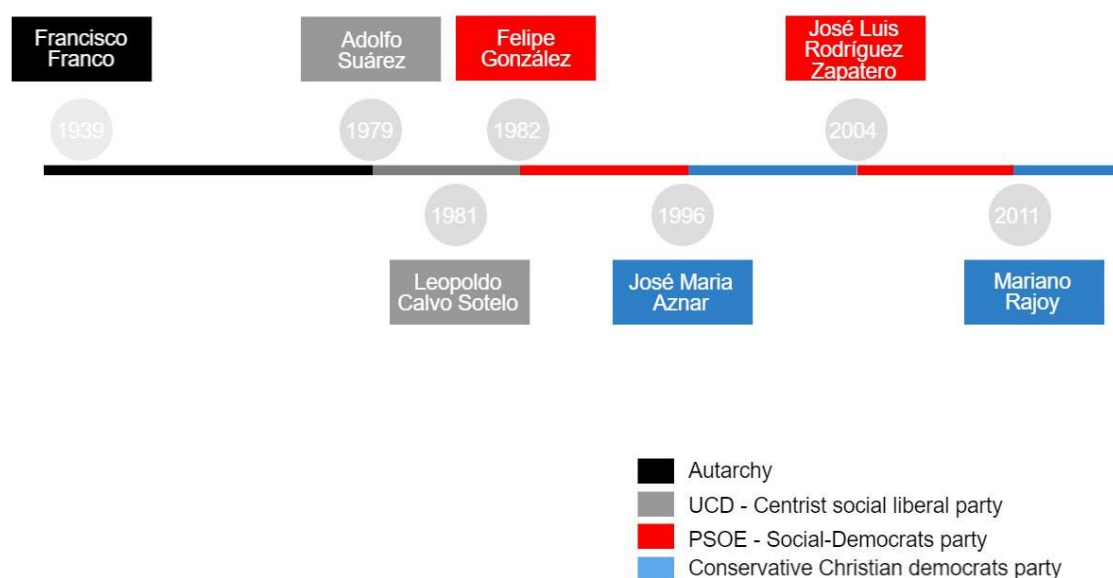 Francisco
Franco
Adolfo
Suárez
Felipe
González
José Luis
Rodríguez
Zapatero
1939
1979
1982
2004
1981
1996
2011
Leopoldo
Calvo Sotelo
José Maria
Aznar
Mariano
Rajoy
Autarchy
UCD - Centrist social liberal party
PSOE - Social-Democrats party
Conservative Christian democrats party